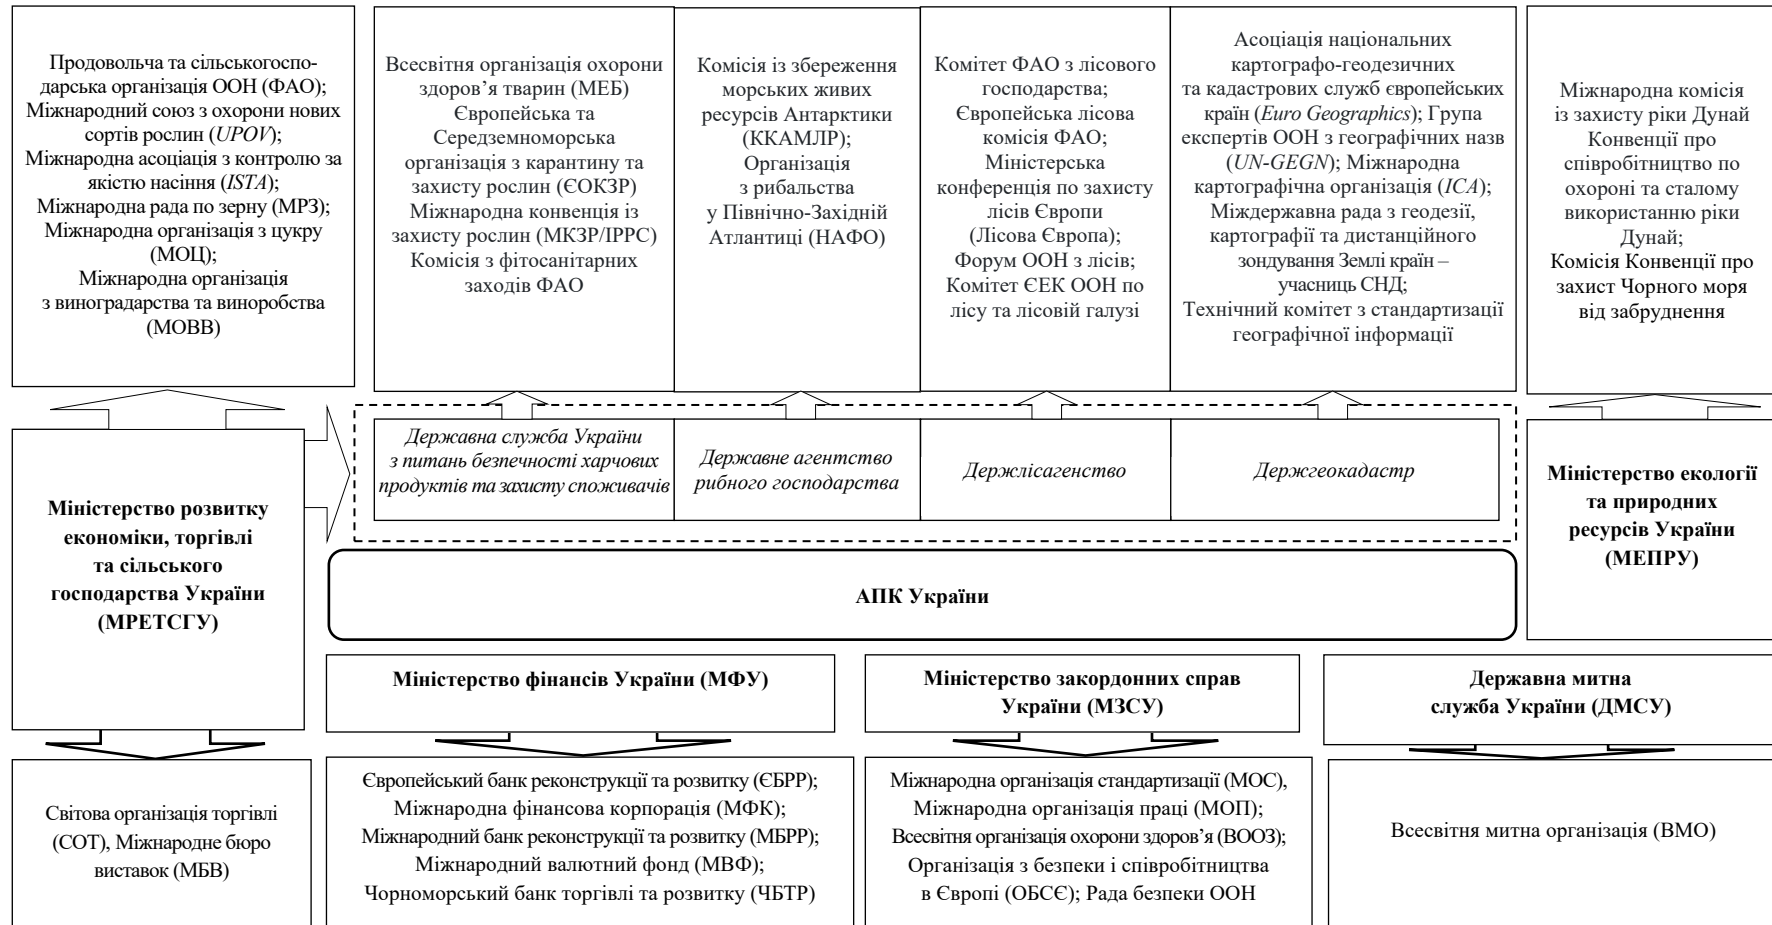 Продовольча та сільськогоспо-
дарська організація ООН (ФАО);
Міжнародний союз з охорони нових
сортів рослин (UPOV);
Міжнародна асоціація з контролю за
якістю насіння (ISTA);
Міжнародна рада по зерну (МРЗ);
Міжнародна організація з цукру
(МОЦ);
Міжнародна організація
з виноградарства та виноробства
(МОВВ)
Всесвітня організація охорони
здоров’я тварин (МЕБ)
Європейська та
Середземноморська
організація з карантину та
захисту рослин (ЄОКЗР)
Міжнародна конвенція із
захисту рослин (МКЗР/IPPC)
Комісія з фітосанітарних
заходів ФАО
Комісія із збереження
морських живих
ресурсів Антарктики
(ККАМЛР);
Організація
з рибальства
у Північно-Західній
Атлантиці (НАФО)
Комітет ФАО з лісового
господарства;
Європейська лісова
комісія ФАО;
Міністерська
конференція по захисту
лісів Європи
(Лісова Європа);
Форум ООН з лісів;
Комітет ЄЕК ООН по
лісу та лісовій галузі
Асоціація національних
картографо-геодезичних
та кадастрових служб європейських
країн (Euro Geographics); Група
експертів ООН з географічних назв
(UN-GEGN); Міжнародна
картографічна організація (ICA);
Міждержавна рада з геодезії,
картографії та дистанційного
зондування Землі країн –
учасниць СНД;
Технічний комітет з стандартизації
географічної інформації
Міжнародна комісія
із захисту ріки Дунай
Конвенції про
співробітництво по
охороні та сталому
використанню ріки
Дунай;
Комісія Конвенції про
захист Чорного моря
від забруднення
Міністерство розвитку
економіки, торгівлі
та сільського
господарства України
(МРЕТСГУ)
Державна служба України
з питань безпечності харчових
продуктів та захисту споживачів
Державне агентство
рибного господарства
Держлісагенство
Держгеокадастр
Міністерство екології
та природних
ресурсів України
(МЕПРУ)
АПК України
Міністерство фінансів України (МФУ)
Міністерство закордонних справ
України (МЗСУ)
Державна митна
служба України (ДМСУ)
Світова організація торгівлі
(СОТ), Міжнародне бюро
виставок (МБВ)
Європейський банк реконструкції та розвитку (ЄБРР);
Міжнародна фінансова корпорація (МФК);
Міжнародний банк реконструкції та розвитку (МБРР);
Міжнародний валютний фонд (МВФ);
Чорноморський банк торгівлі та розвитку (ЧБТР)
Міжнародна організація стандартизації (МОС),
Міжнародна організація праці (МОП);
Всесвітня організація охорони здоров’я (ВООЗ);
Організація з безпеки і співробітництва
в Європі (ОБСЄ); Рада безпеки ООН
Всесвітня митна організація (ВМО)